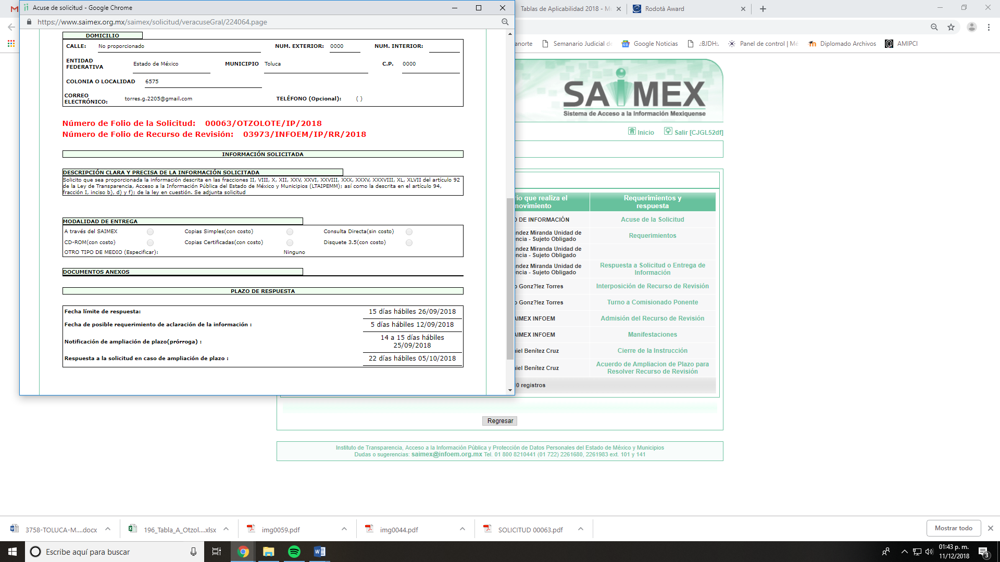 Acuse de solicitud - Google Chrome
https://www.saimex.org.mx/saimex/solicitud/veracuseGral/224064.page
Tablas de Aplicabilidad 2018 - M
Rodotà Award
anorte
Semanario Judicial de
Google Noticias
.:BJDH:.
Panel de control | Mé
Diplomado Archivos
AMIPCI
DOMICILIO
CALLE: No proporcionado NUM. EXTERIOR: 0000 NUM. INTERIOR:
ENTIDAD FEDERATIVA Estado de México MUNICIPIO Toluca C.P. 0000
COLONIA O LOCALIDAD 6575
CORREO ELECTRÓNICO: torres.g.2205@gmail.com TELÉFONO (Opcional): ( )
Número de Folio de la Solicitud: 00063/OTZOLOTE/IP/2018
Número de Folio de Recurso de Revisión: 03973/INFOEM/IP/RR/2018
INFORMACIÓN SOLICITADA
DESCRIPCIÓN CLARA Y PRECISA DE LA INFORMACIÓN SOLICITADA
Solicito que sea proporcionada la información descrita en las fracciones II, VIII, X, XII, XXV, XXVI, XXVIII, XXX, XXXV, XXXVIII, XL, XLVII del artículo 92
de la Ley de Transparencia, Acceso a la Información Pública del Estado de México y Municipios (LTAIPEMM); así como la descrita en el artículo 94,
fracción I, inciso b), d) y f); de la ley en cuestión. Se adjunta solicitud
MODALIDAD DE ENTREGA
A través del SAIMEX Copias Simples(con costo) Consulta Directa(sin costo)
CD-ROM(con costo) Copias Certificadas(con costo) Disquete 3.5(con costo)
OTRO TIPO DE MEDIO (Especificar): Ninguno
DOCUMENTOS ANEXOS
PLAZO DE RESPUESTA
Fecha límite de respuesta: 15 días hábiles 26/09/2018
Fecha de posible requerimiento de aclaración de la información : 5 días hábiles 12/09/2018
Notificación de ampliación de plazo(prórroga) : 14 a 15 días hábiles 25/09/2018
Respuesta a la solicitud en caso de ampliación de plazo : 22 días hábiles 05/10/2018
SAIMEX
Sistema de Acceso a la Información Mexiquense
Inicio Salir [CJGL52df]
rio que realiza el
movimiento
Requerimientos y
respuesta
O DE INFORMACIÓN Acuse de la Solicitud
ndez Miranda Unidad de
ncia - Sujeto Obligado
Requerimientos
ndez Miranda Unidad de
ncia - Sujeto Obligado
ndez Miranda Unidad de
ncia - Sujeto Obligado
Respuesta a Solicitud o Entrega de
Información
o Gonz?lez Torres Interposición de Recurso de Revisión
o Gonz?lez Torres Turno a Comisionado Ponente
AIMEX INFOEM Admisión del Recurso de Revisión
AIMEX INFOEM Manifestaciones
niel Benítez Cruz Cierre de la Instrucción
niel Benítez Cruz
Acuerdo de Ampliacion de Plazo para
Resolver Recurso de Revisión
0 registros
Regresar
Instituto de Transparencia, Acceso a la Información Pública y Protección de Datos Personales del Estado de México y Municipios
Dudas o sugerencias: saimex@infoem.org.mx Tel. 01 800 8210441 (01 722) 2261680, 2261983 ext. 101 y 141
3758-TOLUCA-M....docx
196_Tabla_A_Otzol....xlsx
img0059.pdf
img0044.pdf
SOLICITUD 00063.pdf
Mostrar todo
Escribe aquí para buscar
01:43 p. m.
11/12/2018
3